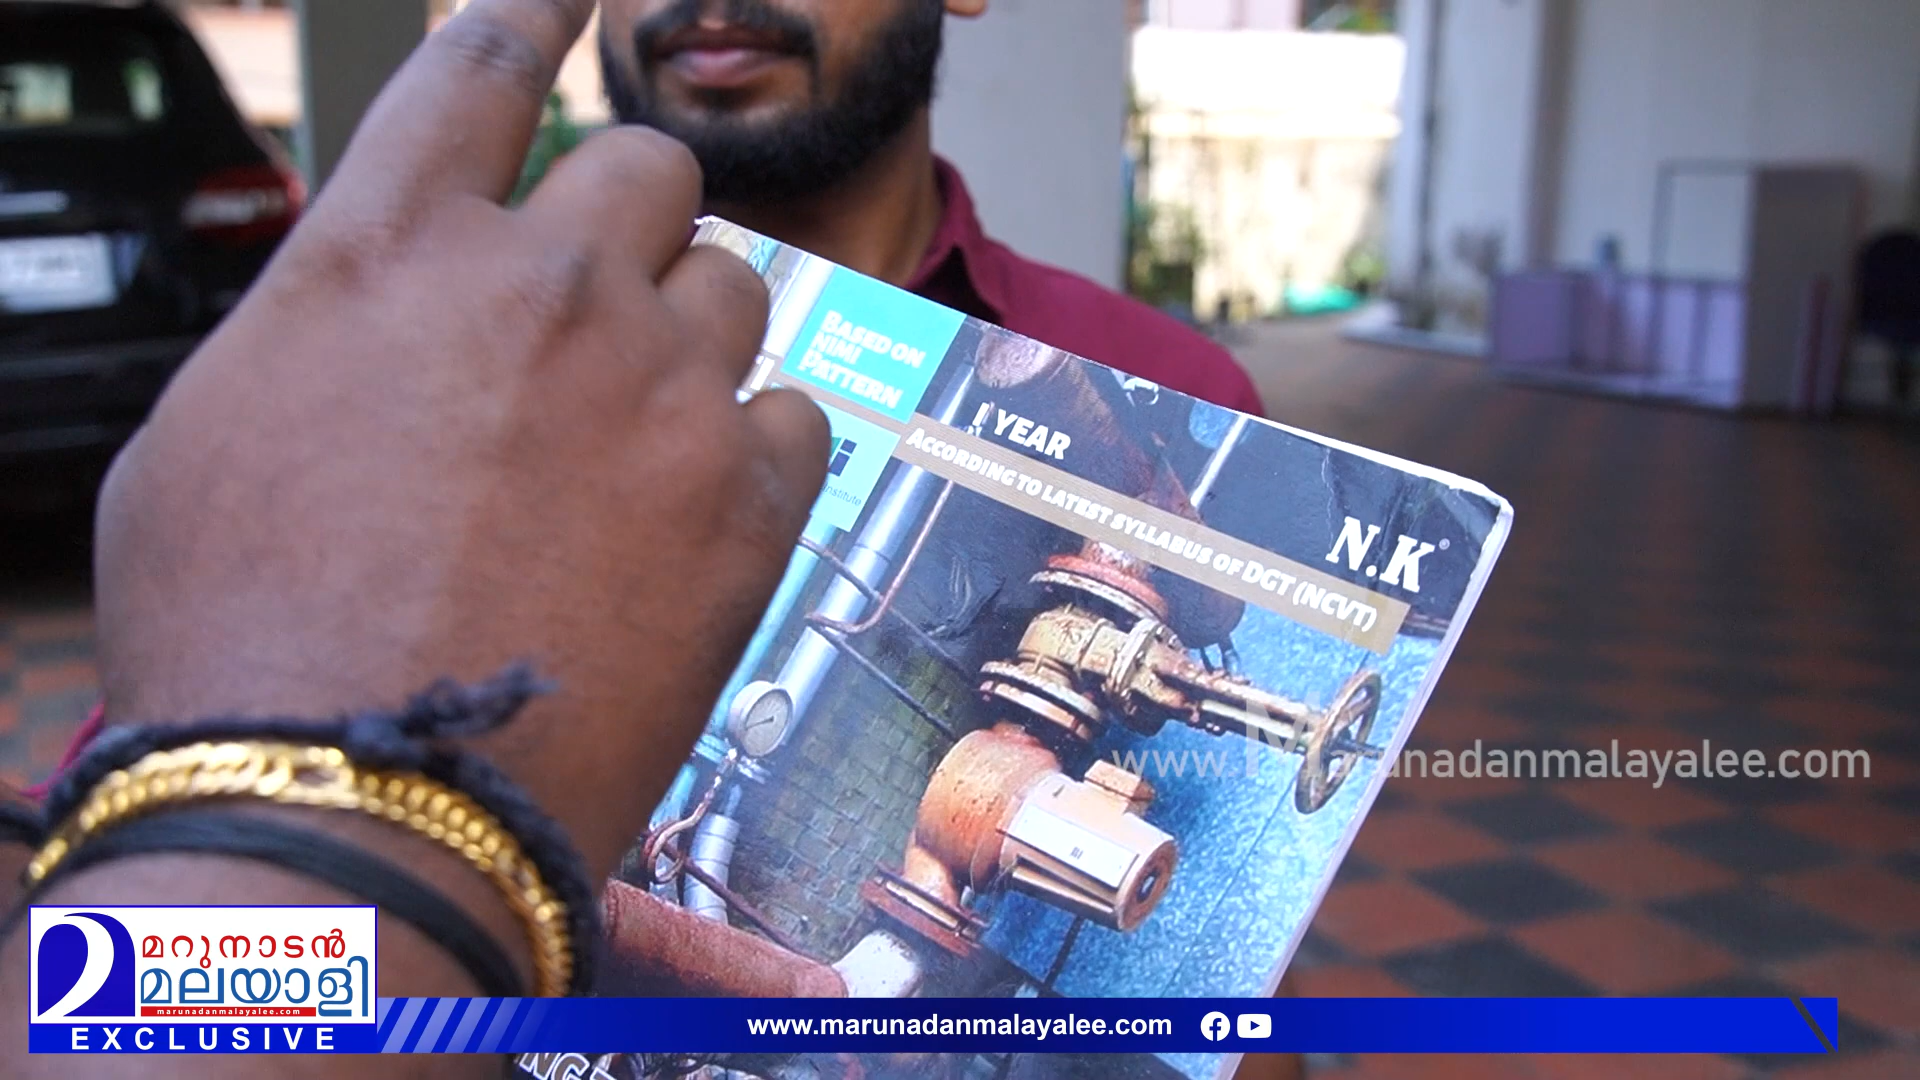 BASED ON
NIMI
PATTERN
I YEAR
ACCORDING TO LATEST SYLLABUS OF DGT (NCVT)
N.K®
institute
www.Marunadanmalayalee.com
മറുനാടൻ
മലയാളി
marunadanmalayalee.com
EXCLUSIVE
www.marunadanmalayalee.com